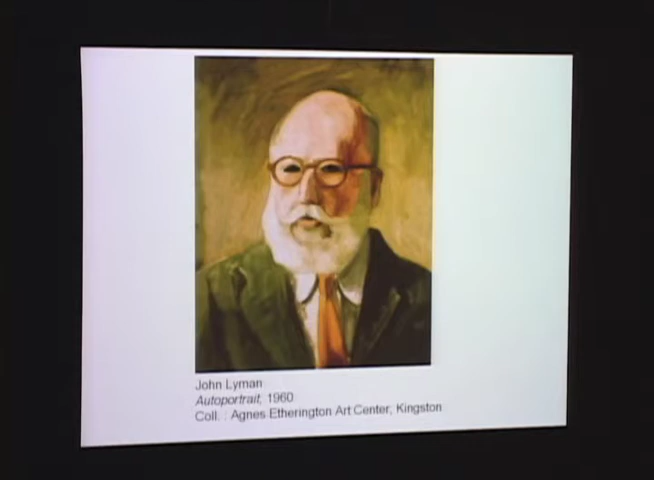 John Lyman
Autoportrait, 1960
Coll. : Agnes Etherington Art Center, Kingston